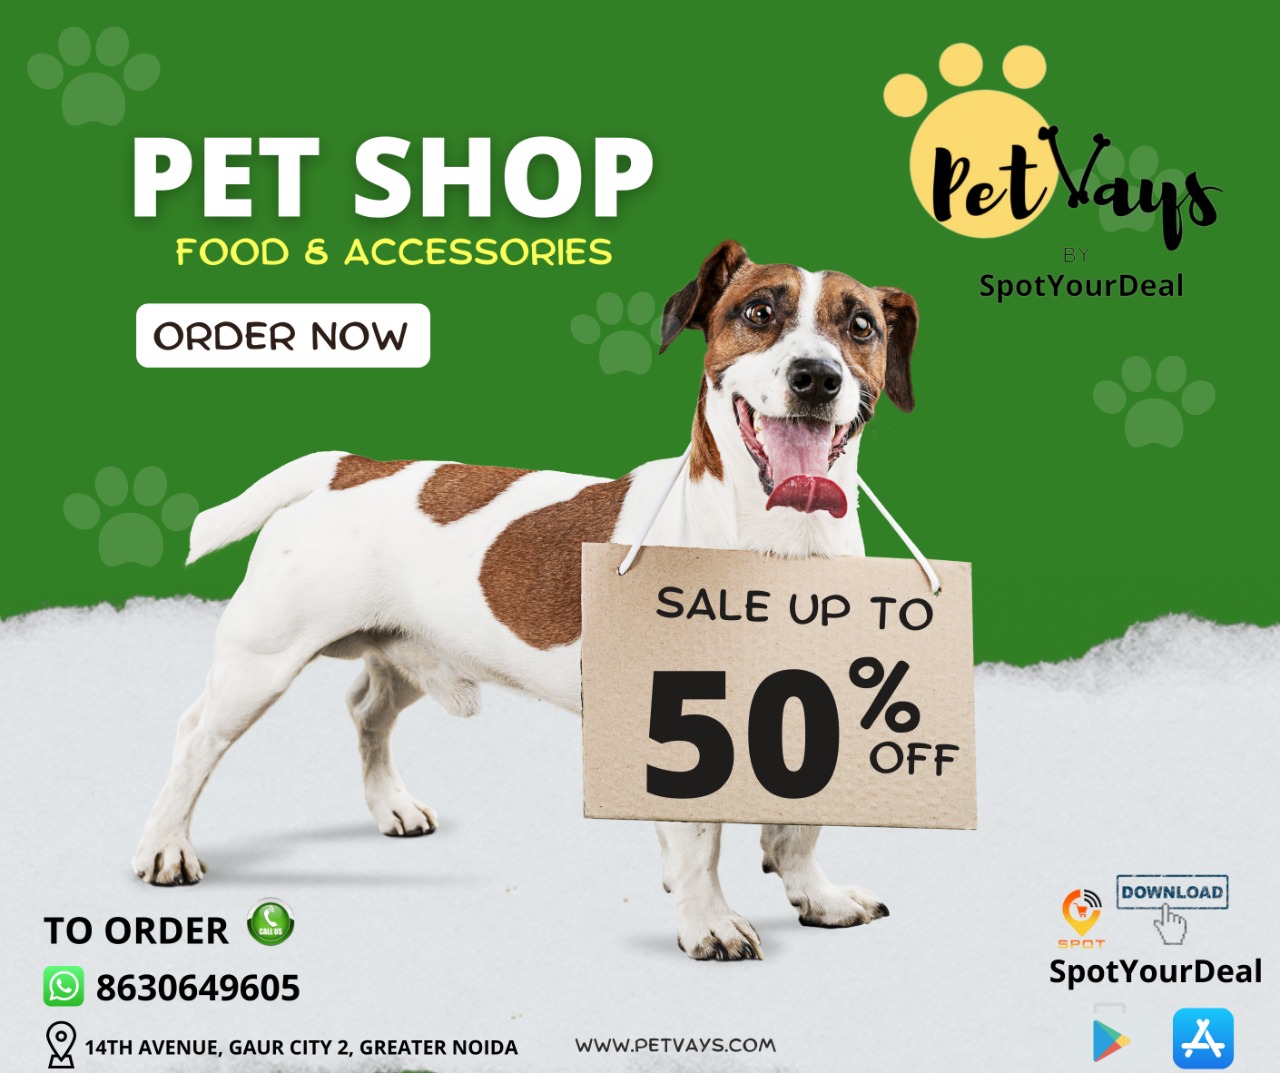 PET SHOP
FOOD & ACCESSORIES
ORDER NOW
PetVays
BY
SpotYourDeal
SALE UP TO
50%
OFF
TO ORDER
CALL US
8630649605
14TH AVENUE, GAUR CITY 2, GREATER NOIDA
WWW.PETVAYS.COM
DOWNLOAD
SPOT
SpotYourDeal